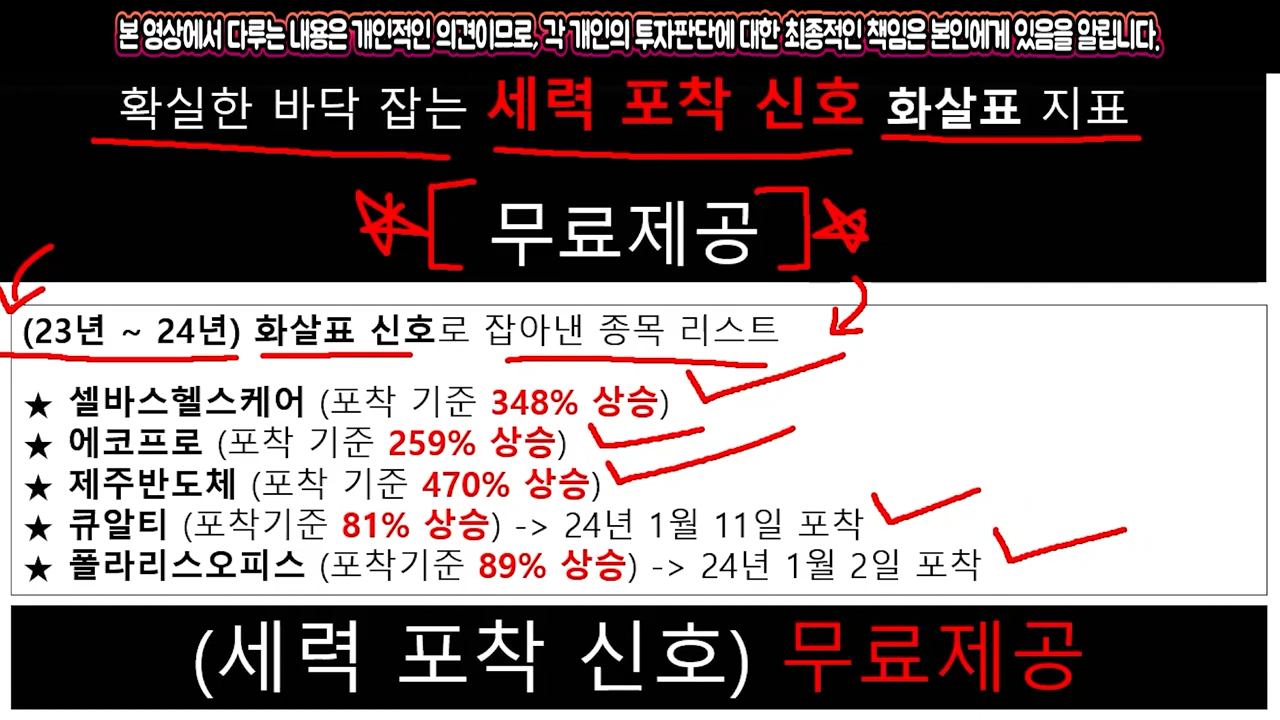 본 영상에서 다루는 내용은 개인적인 의견이므로, 각 개인의 투자판단에 대한 최종적인 책임은 본인에게 있음을 알립니다.
확실한 바닥 잡는 세력 포착 신호 화살표 지표
[ 무료제공 ]
(23년 ~ 24년) 화살표 신호로 잡아낸 종목 리스트
★ 셀바스헬스케어 (포착 기준 348% 상승)
★ 에코프로 (포착 기준 259% 상승)
★ 제주반도체 (포착 기준 470% 상승)
★ 큐알티 (포착기준 81% 상승) -> 24년 1월 11일 포착
★ 폴라리스오피스 (포착기준 89% 상승) -> 24년 1월 2일 포착
(세력 포착 신호) 무료제공